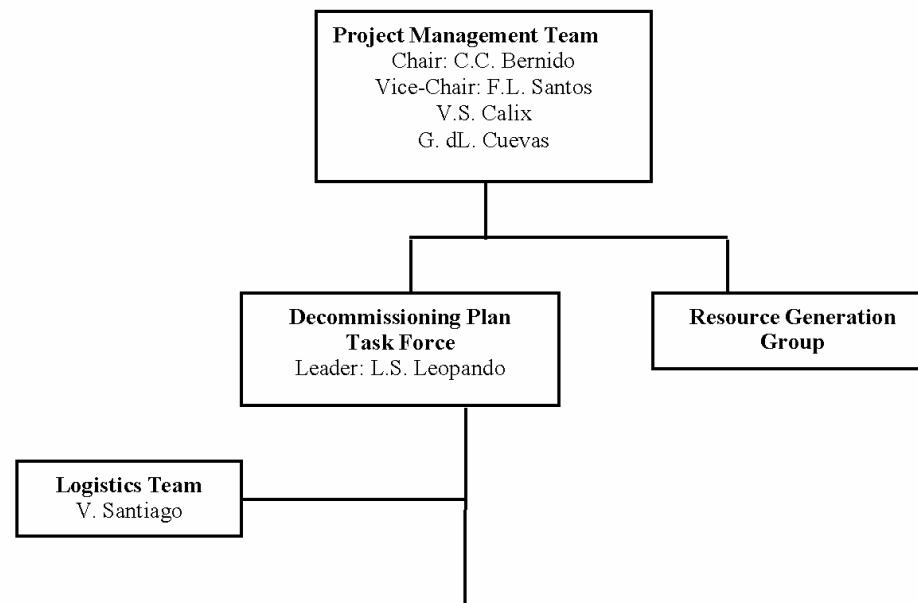 Project Management Team
Chair: C.C. Bernido
Vice-Chair: F.L. Santos
V.S. Calix
G. dL. Cuevas
Decommissioning Plan
Task Force
Leader: L.S. Leopando
Resource Generation
Group
Logistics Team
V. Santiago